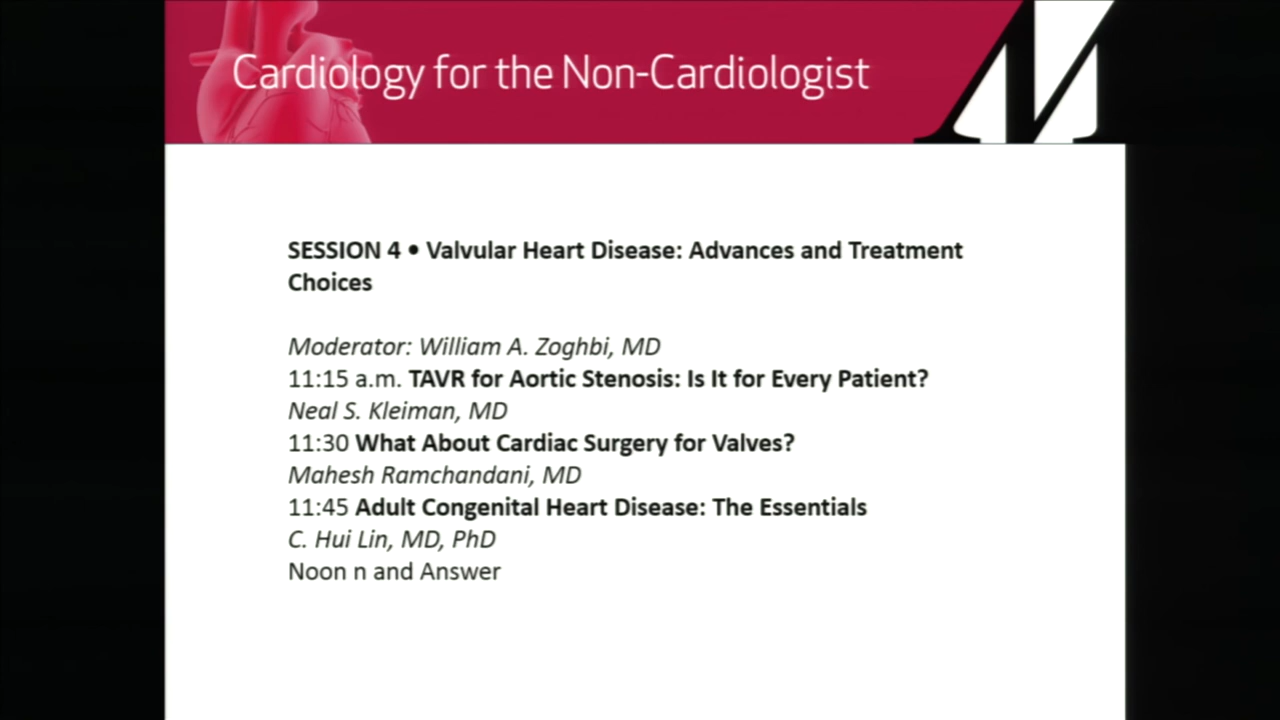 Cardiology for the Non-Cardiologist
SESSION 4 • Valvular Heart Disease: Advances and Treatment
Choices
Moderator: William A. Zoghbi, MD
11:15 a.m. TAVR for Aortic Stenosis: Is It for Every Patient?
Neal S. Kleiman, MD
11:30 What About Cardiac Surgery for Valves?
Mahesh Ramchandani, MD
11:45 Adult Congenital Heart Disease: The Essentials
C. Hui Lin, MD, PhD
Noon n and Answer